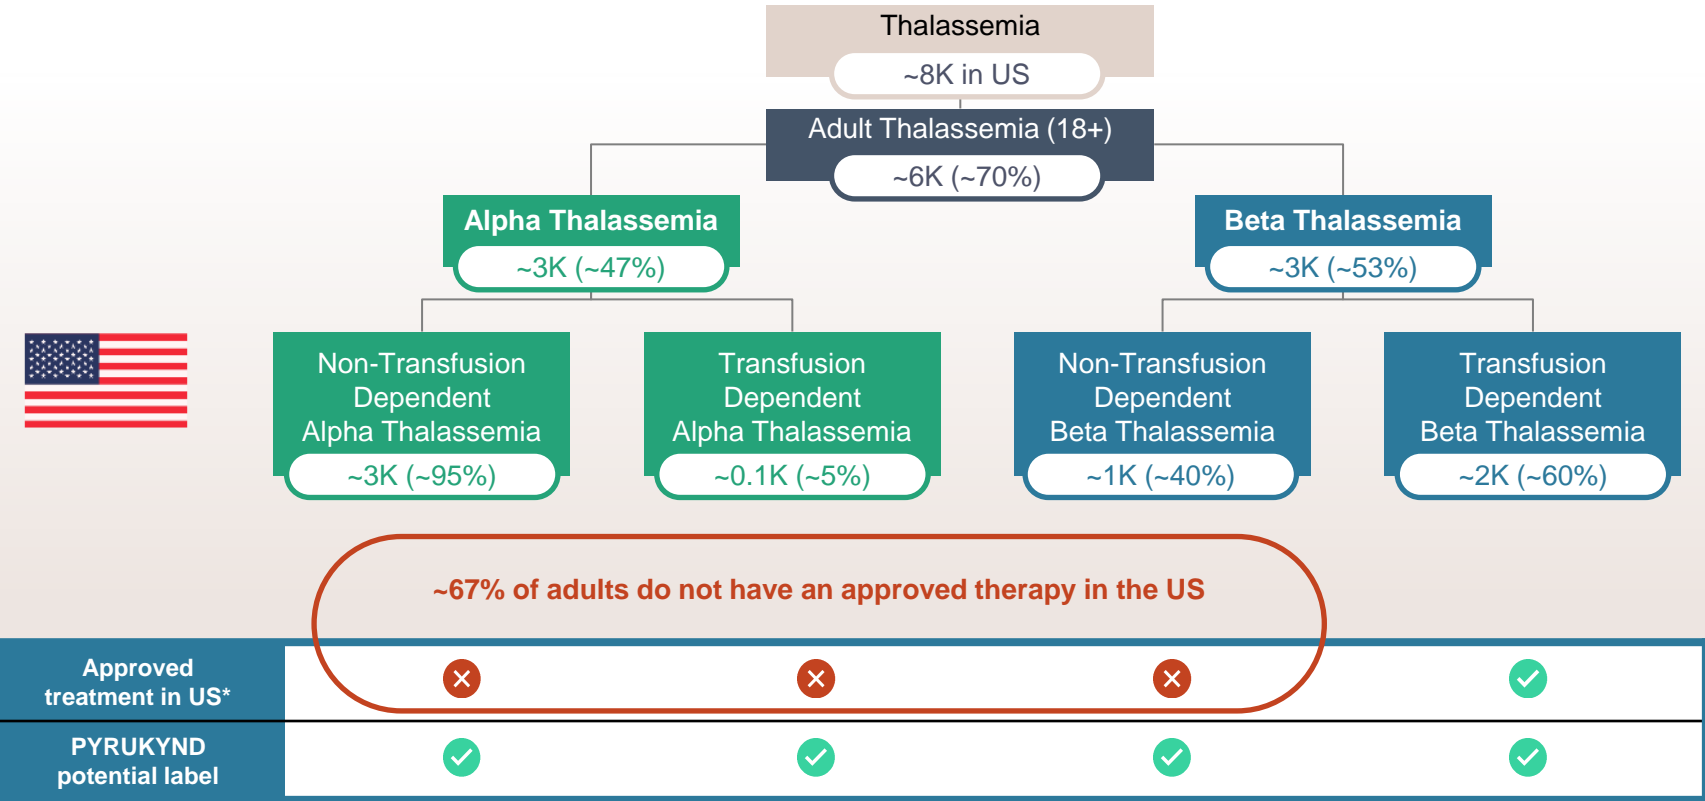 Thalassemia
~8K in US
Adult Thalassemia (18+)
~6K (~70%)
Alpha Thalassemia
~3K (~47%)
Beta Thalassemia
~3K (~53%)
Non-Transfusion
Dependent
Alpha Thalassemia
~3K (~95%)
Transfusion
Dependent
Alpha Thalassemia
~0.1K (~5%)
Non-Transfusion
Dependent
Beta Thalassemia
~1K (~40%)
Transfusion
Dependent
Beta Thalassemia
~2K (~60%)
~67% of adults do not have an approved therapy in the US
Approved
treatment in US*
PYRUKYND
potential label